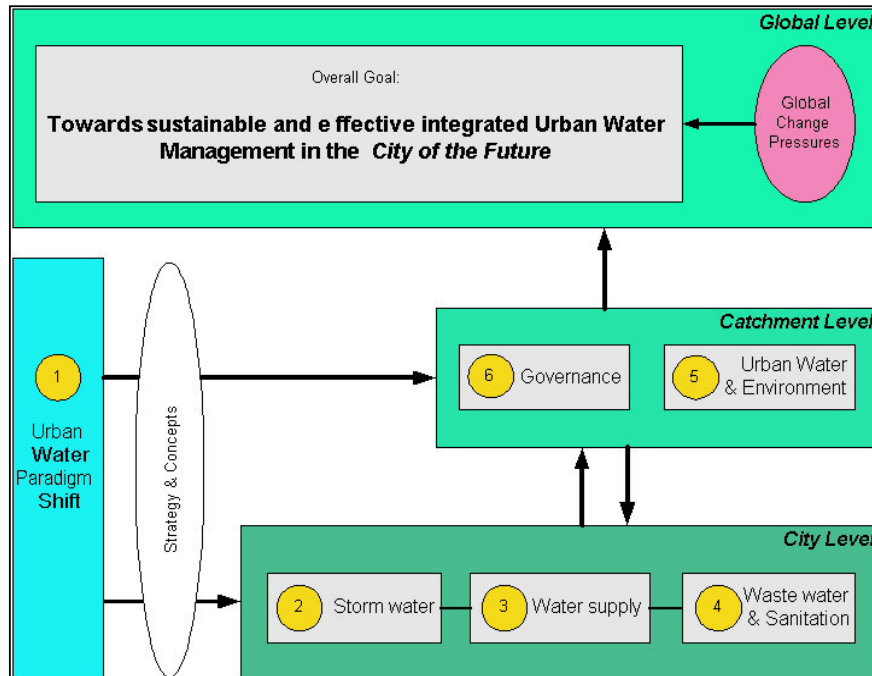 Global Level
Overall Goal:
Towards sustainable and effective integrated Urban Water
Management in the City of the Future
Global
Change
Pressures
1
Urban
Water
Paradigm
Shift
Strategy & Concepts
Catchment Level
6
Governance
5
Urban Water
& Environment
City Level
2
Storm water
3
Water supply
4
Waste water
& Sanitation